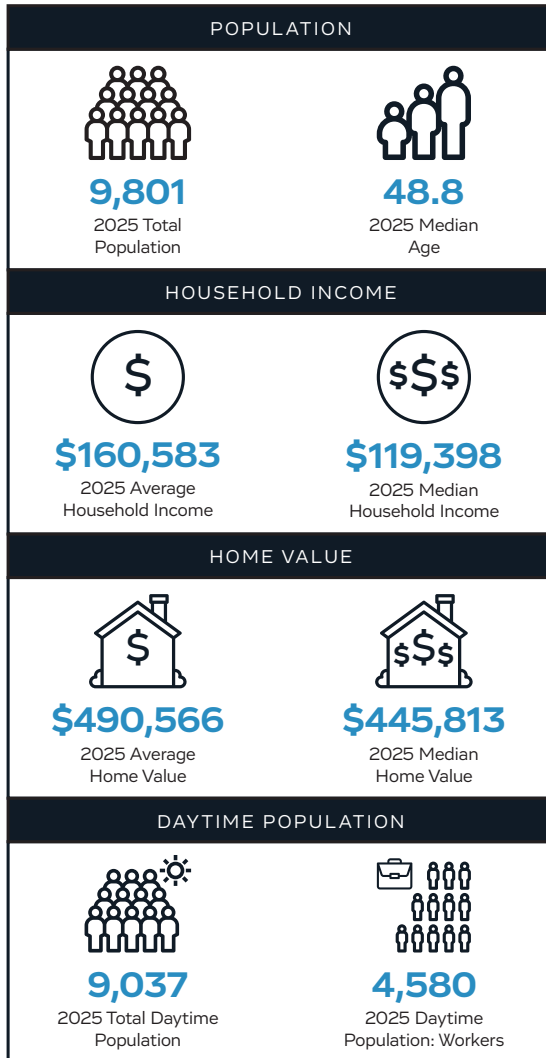 POPULATION
9,801
2025 Total
Population
48.8
2025 Median
Age
HOUSEHOLD INCOME
$
$160,583
2025 Average
Household Income
$$$
$119,398
2025 Median
Household Income
HOME VALUE
$
$490,566
2025 Average
Home Value
$$$
$445,813
2025 Median
Home Value
DAYTIME POPULATION
9,037
2025 Total Daytime
Population
4,580
2025 Daytime
Population: Workers